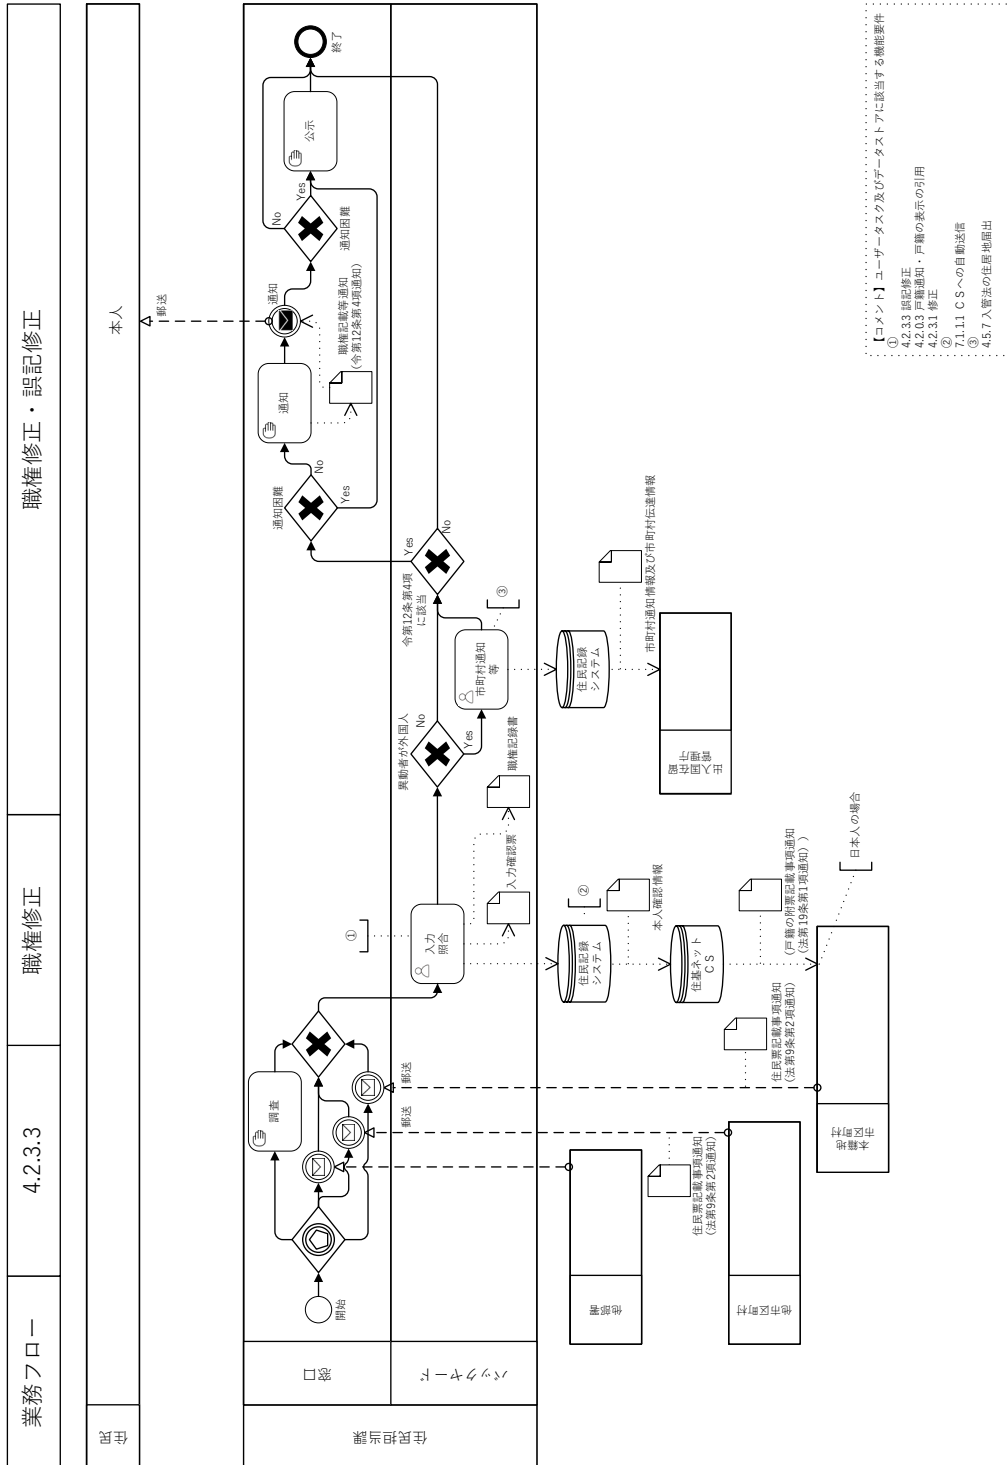 業務フロー
4.2.3.3
職権修正
職権修正・誤記修正
住民
本人
郵送
住民担当課
窓口
バックヤード
開始
調査
郵送
郵送
入力
照合
①
入力確認票
職権記録書
異動者が外国人
No
Yes
市町村通知
等
③
令第12条第4項
に該当
Yes
No
通知困難
No
Yes
通知
職権記載等通知
(令第12条第4項通知)
通知
通知困難
No
Yes
公示
終了
住民記録
システム
②
本人確認情報
住基ネット
CS
(戸籍の附票記載事項通知
(法第19条第1項通知))
日本人の場合
住民記録
システム
市町村通知情報及び市町村伝達情報
出入国在留
管理庁
他部署
他市区町村
本籍地
市区町村
住民票記載事項通知
(法第9条第2項通知)
住民票記載事項通知
(法第9条第2項通知)
【コメント】ユーザータスク及びデータストアに該当する機能要件
①
4.2.3.3 誤記修正
4.2.0.3 戸籍通知・戸籍の表示の引用
4.2.3.1 修正
②
7.1.1.1 CSへの自動送信
③
4.5.7 入管法の住居地届出